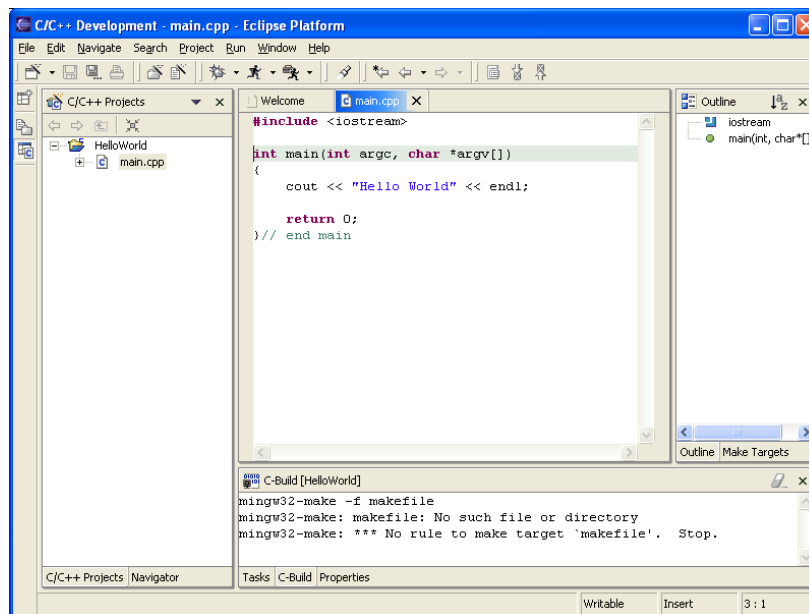 C/C++ Development - main.cpp - Eclipse Platform
File Edit Navigate Search Project Run Window Help
C/C++ Projects
HelloWorld
main.cpp
Welcome
main.cpp
#include <iostream>
int main(int argc, char *argv[])
{
cout << "Hello World" << endl;
return 0;
}// end main
Outline
iostream
main(int, char*[]
Outline Make Targets
C-Build [HelloWorld]
mingw32-make -f makefile
mingw32-make: makefile: No such file or directory
mingw32-make: *** No rule to make target `makefile'.  Stop.
C/C++ Projects Navigator
Tasks C-Build Properties
Writable Insert 3 : 1